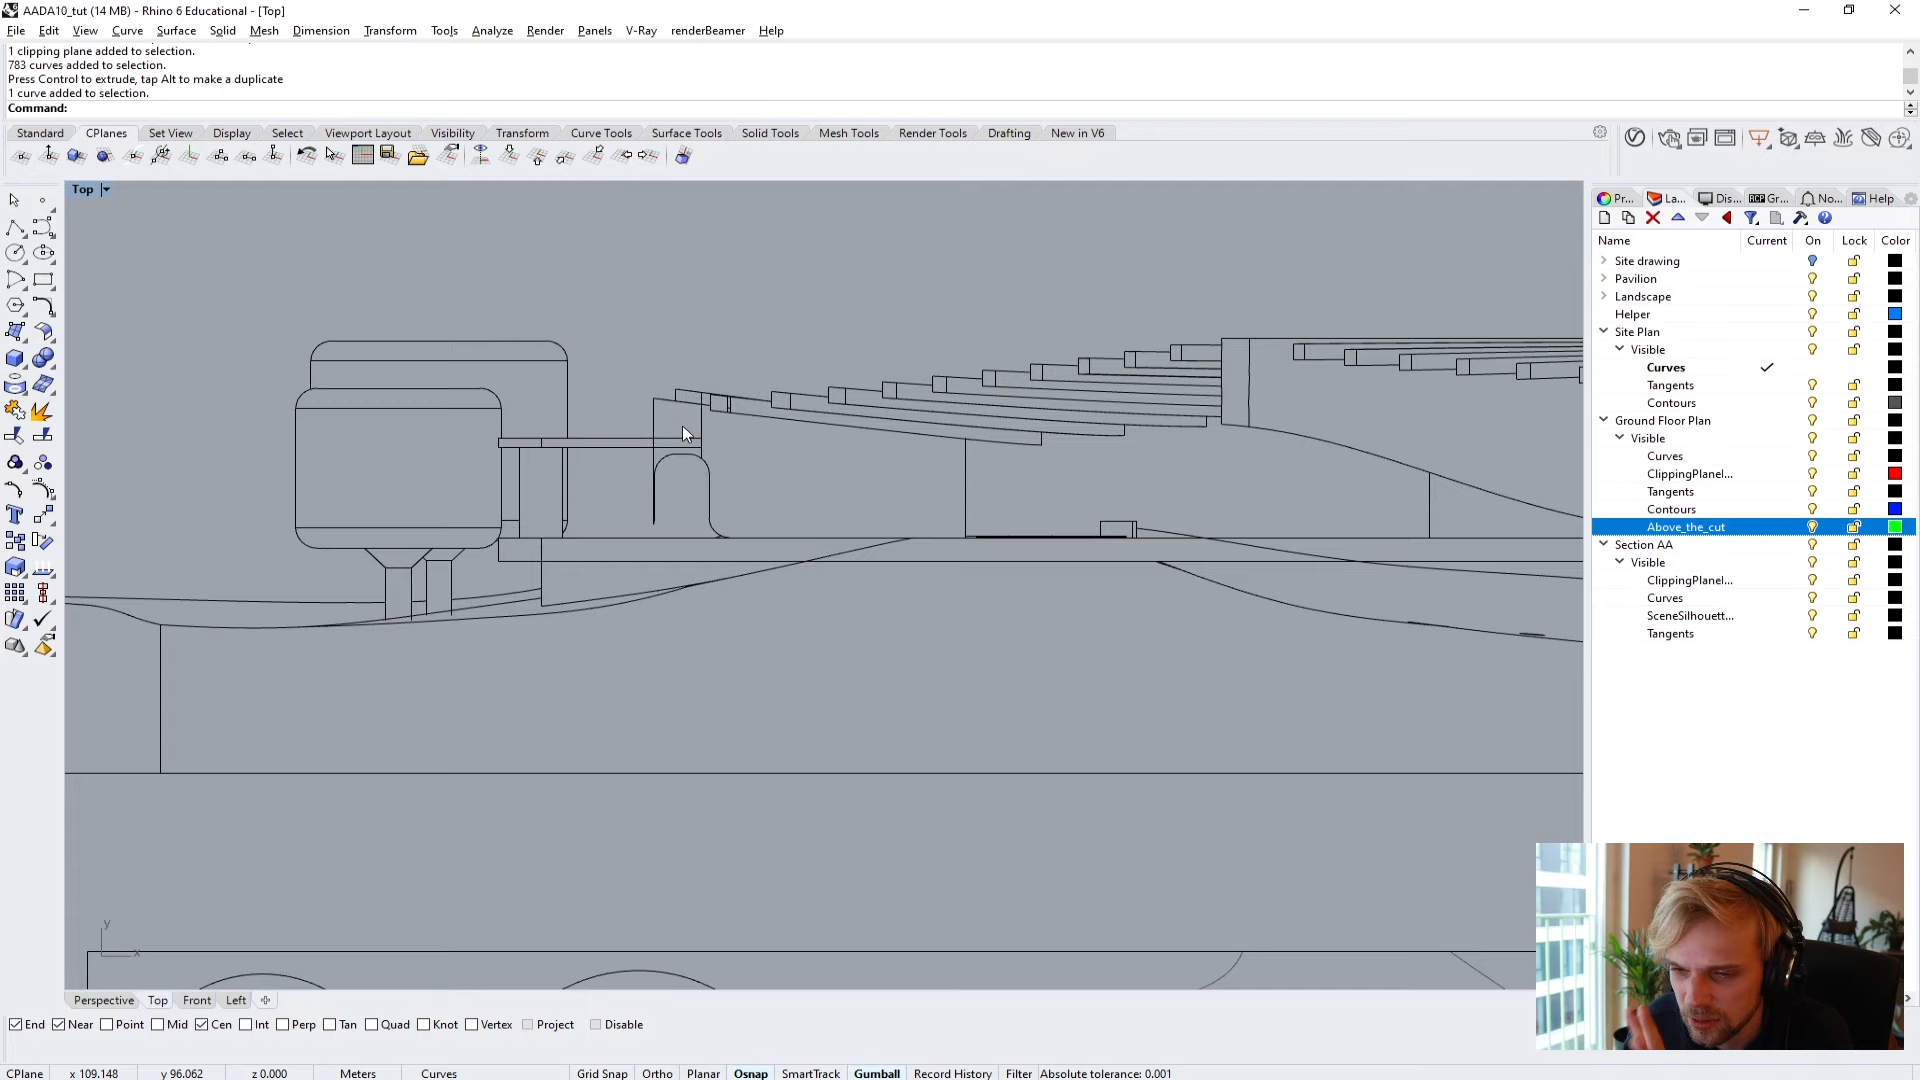 AADA10_tut (14 MB) - Rhino 6 Educational - [Top]
File Edit View Curve Surface Solid Mesh Dimension Transform Tools Analyze Render Panels V-Ray renderBeamer Help
1 clipping plane added to selection.
783 curves added to selection.
Press Control to extrude, tap Alt to make a duplicate
1 curve added to selection.
Command:
Standard CPlanes Set View Display Select Viewport Layout Visibility Transform Curve Tools Surface Tools Solid Tools Mesh Tools Render Tools Drafting New in V6
Top
Pr... La... Dis... Gr... No... Help
Name Current On Lock Color
Site drawing
Pavilion
Landscape
Helper
Site Plan
Visible
Curves
Tangents
Contours
Ground Floor Plan
Visible
Curves
ClippingPlaneI...
Tangents
Contours
Above_the_cut
Section AA
Visible
ClippingPlaneI...
Curves
SceneSilhouett...
Tangents
y
x
Perspective Top Front Left
End Near Point Mid Cen Int Perp Tan Quad Knot Vertex Project Disable
CPlane x 109.148 y 96.062 z 0.000 Meters Curves Grid Snap Ortho Planar Osnap SmartTrack Gumball Record History Filter Absolute tolerance: 0.001